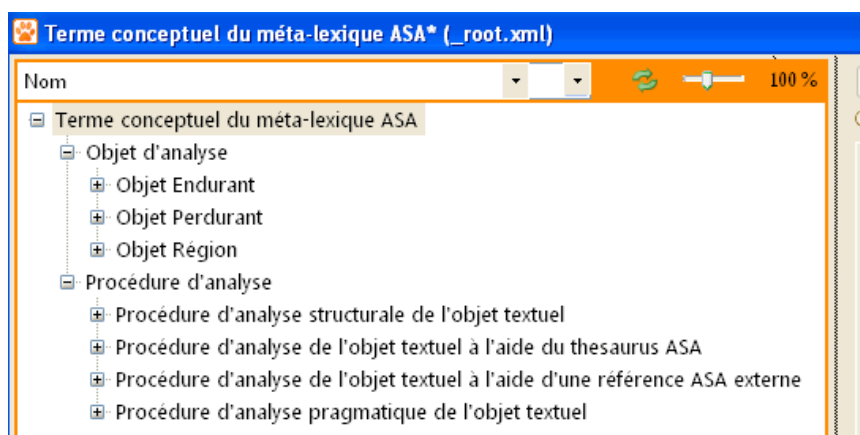 Terme conceptuel du méta-lexique ASA* (_root.xml)
Nom 100 %
Terme conceptuel du méta-lexique ASA
Objet d'analyse
Objet Endurant
Objet Perdurant
Objet Région
Procédure d'analyse
Procédure d'analyse structurale de l'objet textuel
Procédure d'analyse de l'objet textuel à l'aide du thesaurus ASA
Procédure d'analyse de l'objet textuel à l'aide d'une référence ASA externe
Procédure d'analyse pragmatique de l'objet textuel